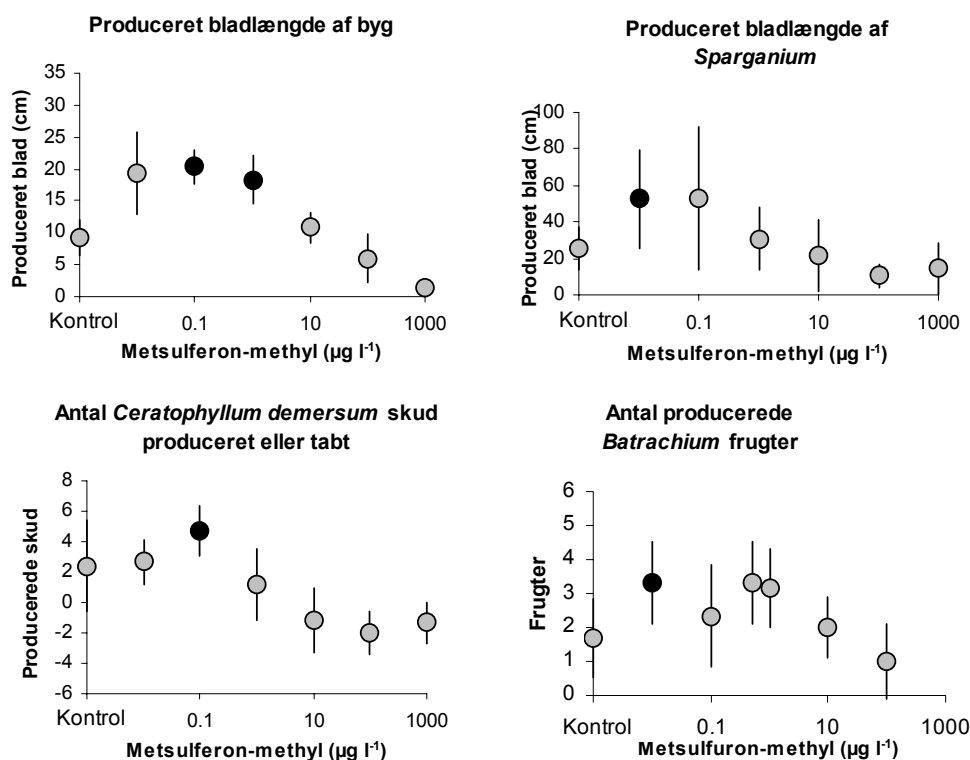 Produceret bladlængde af byg
35
30
25
20
15
10
5
0
Produceret blad (cm)
Kontrol 0.1 10 1000
Metsulferon-methyl (µg l-1)
Produceret bladlængde af
Sparganium
100
80
60
40
20
0
Produceret blad (cm)
Kontrol 0.1 10 1000
Metsulferon-methyl (µg l-1)
Antal Ceratophyllum demersum skud
produceret eller tabt
8
6
4
2
0
-2
-4
-6
Producerede skud
Kontrol 0.1 10 1000
Metsulferon-methyl (µg l-1)
Antal producerede
Batrachium frugter
6
5
4
3
2
1
0
Frugter
Kontrol 0.1 10 1000
Metsulfuron-methyl (µg l-1)